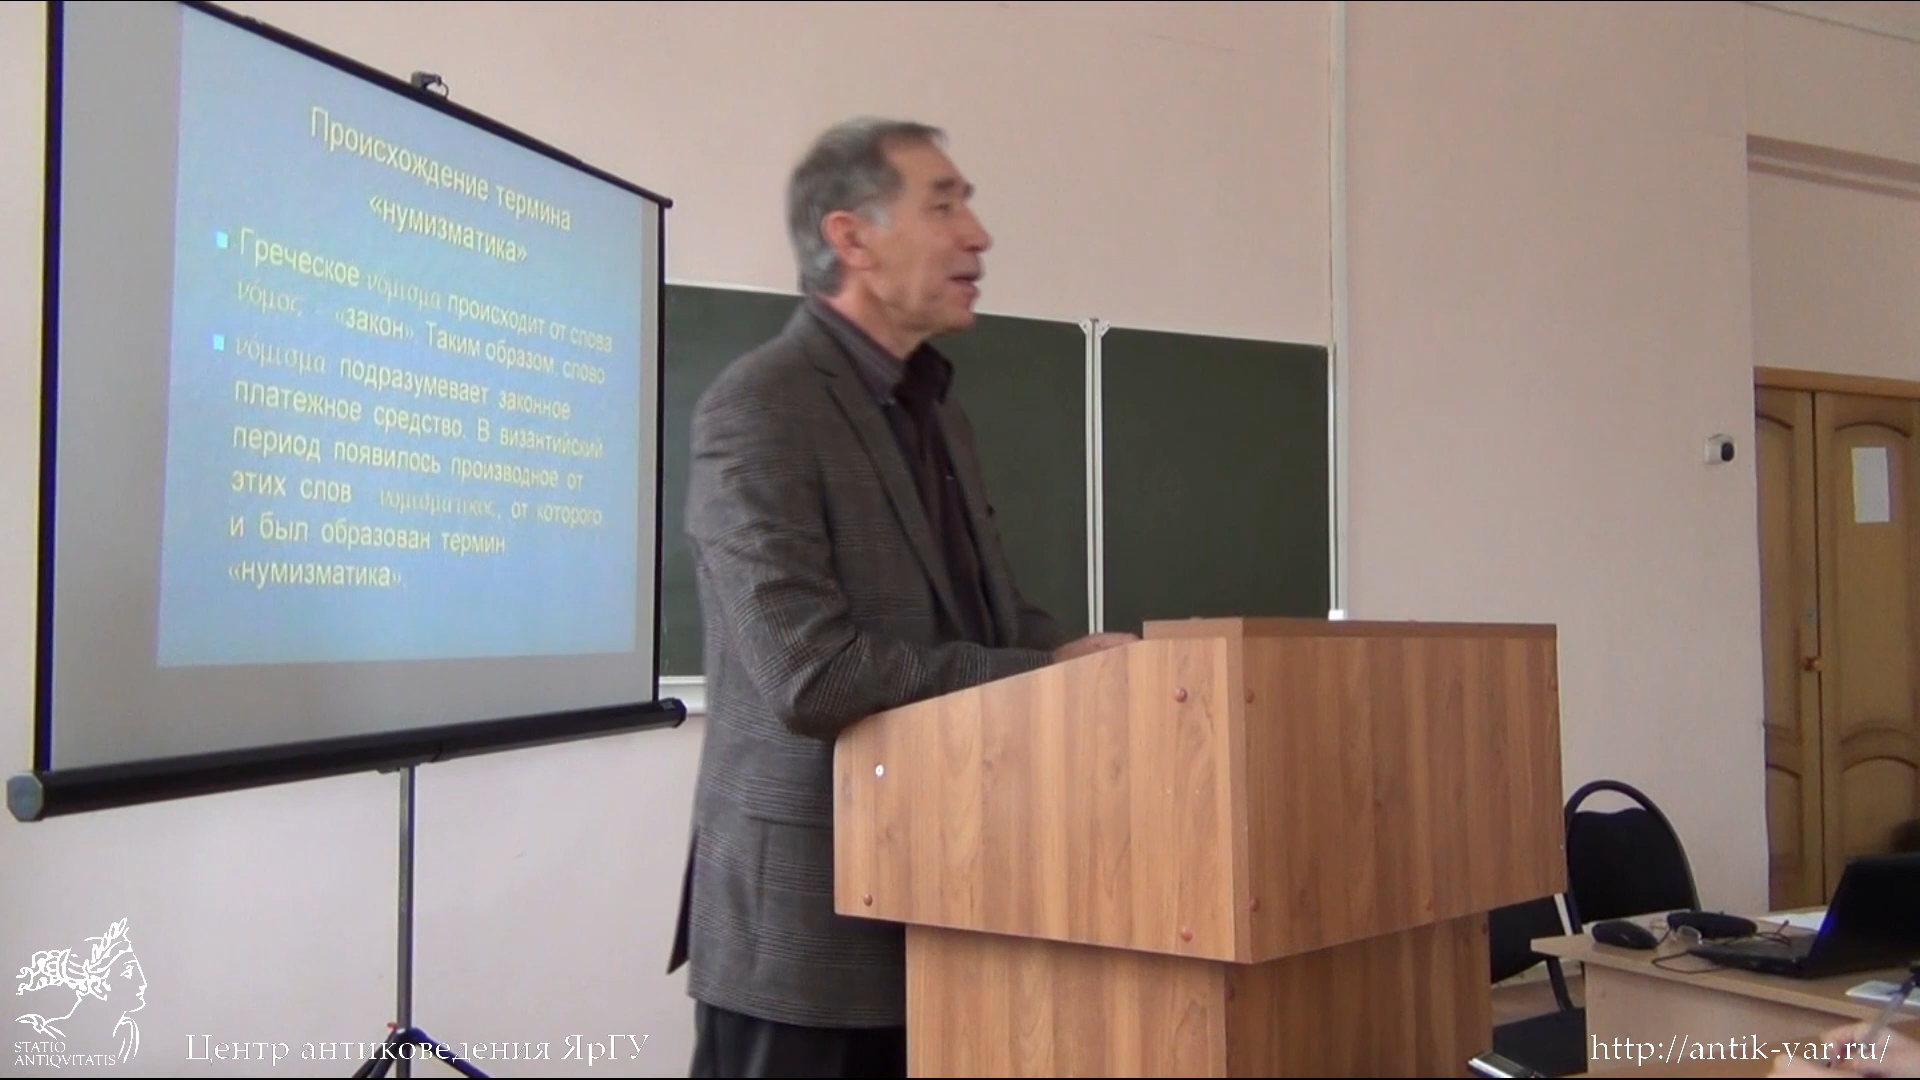 Происхождение термина
«нумизматика»
Греческое νόμισμα происходит от слова
νόμος, - «закон». Таким образом, слово
νόμισμα подразумевает законное
платежное средство. В византийский
период появилось производное от
этих слов νομισματικος, от которого
и был образован термин
«нумизматика».
STATIO
ANTIQVITATIS
Центр антиковедения ЯрГУ
http://antik-yar.ru/